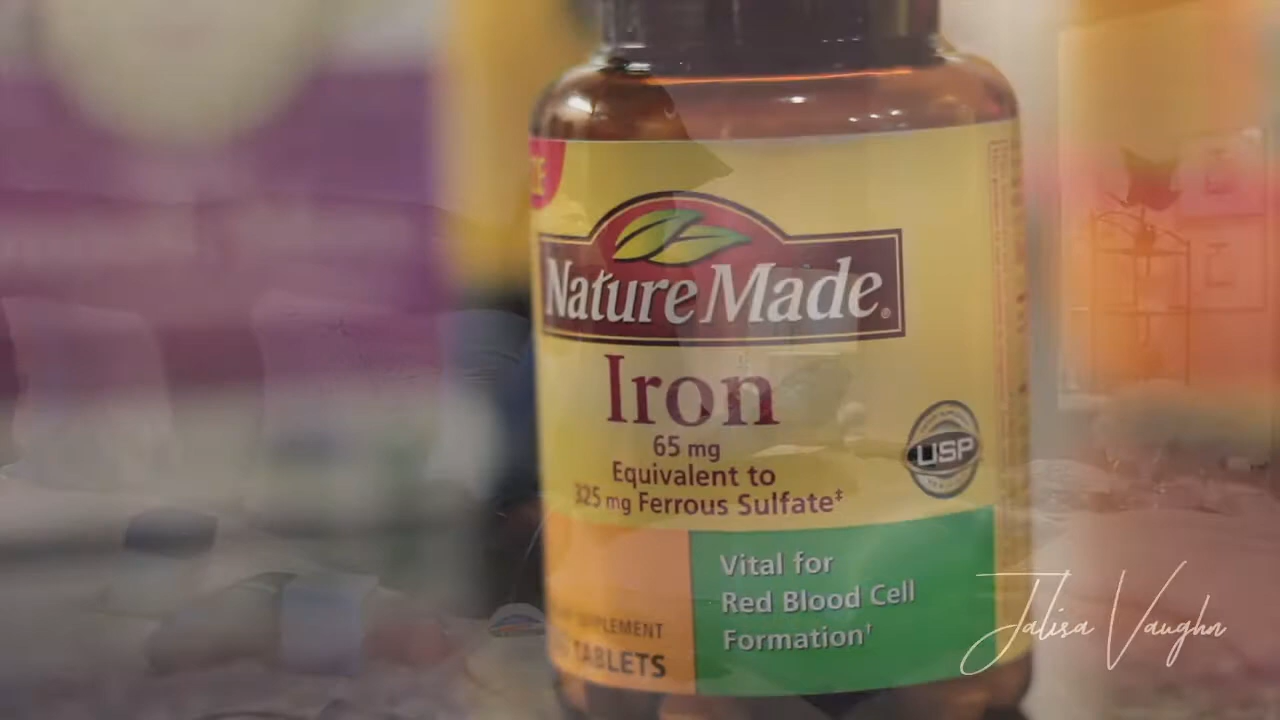 Nature Made®
Iron
65 mg
Equivalent to
325 mg Ferrous Sulfate‡
USP
Vital for
Red Blood Cell
Formation†
TABLETS
Jalisa Vaughn